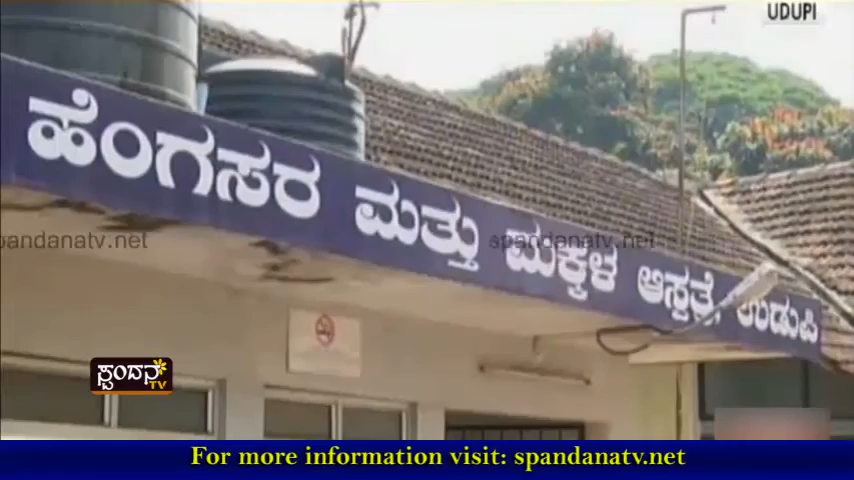 UDUPI
ಹೆಂಗಸರ ಮತ್ತು ಮಕ್ಕಳ ಆಸ್ಪತ್ರೆ, ಉಡುಪಿ
spandanatv.net
spandanatv.net
ಸ್ಪಂದನ
TV
For more information visit: spandanatv.net